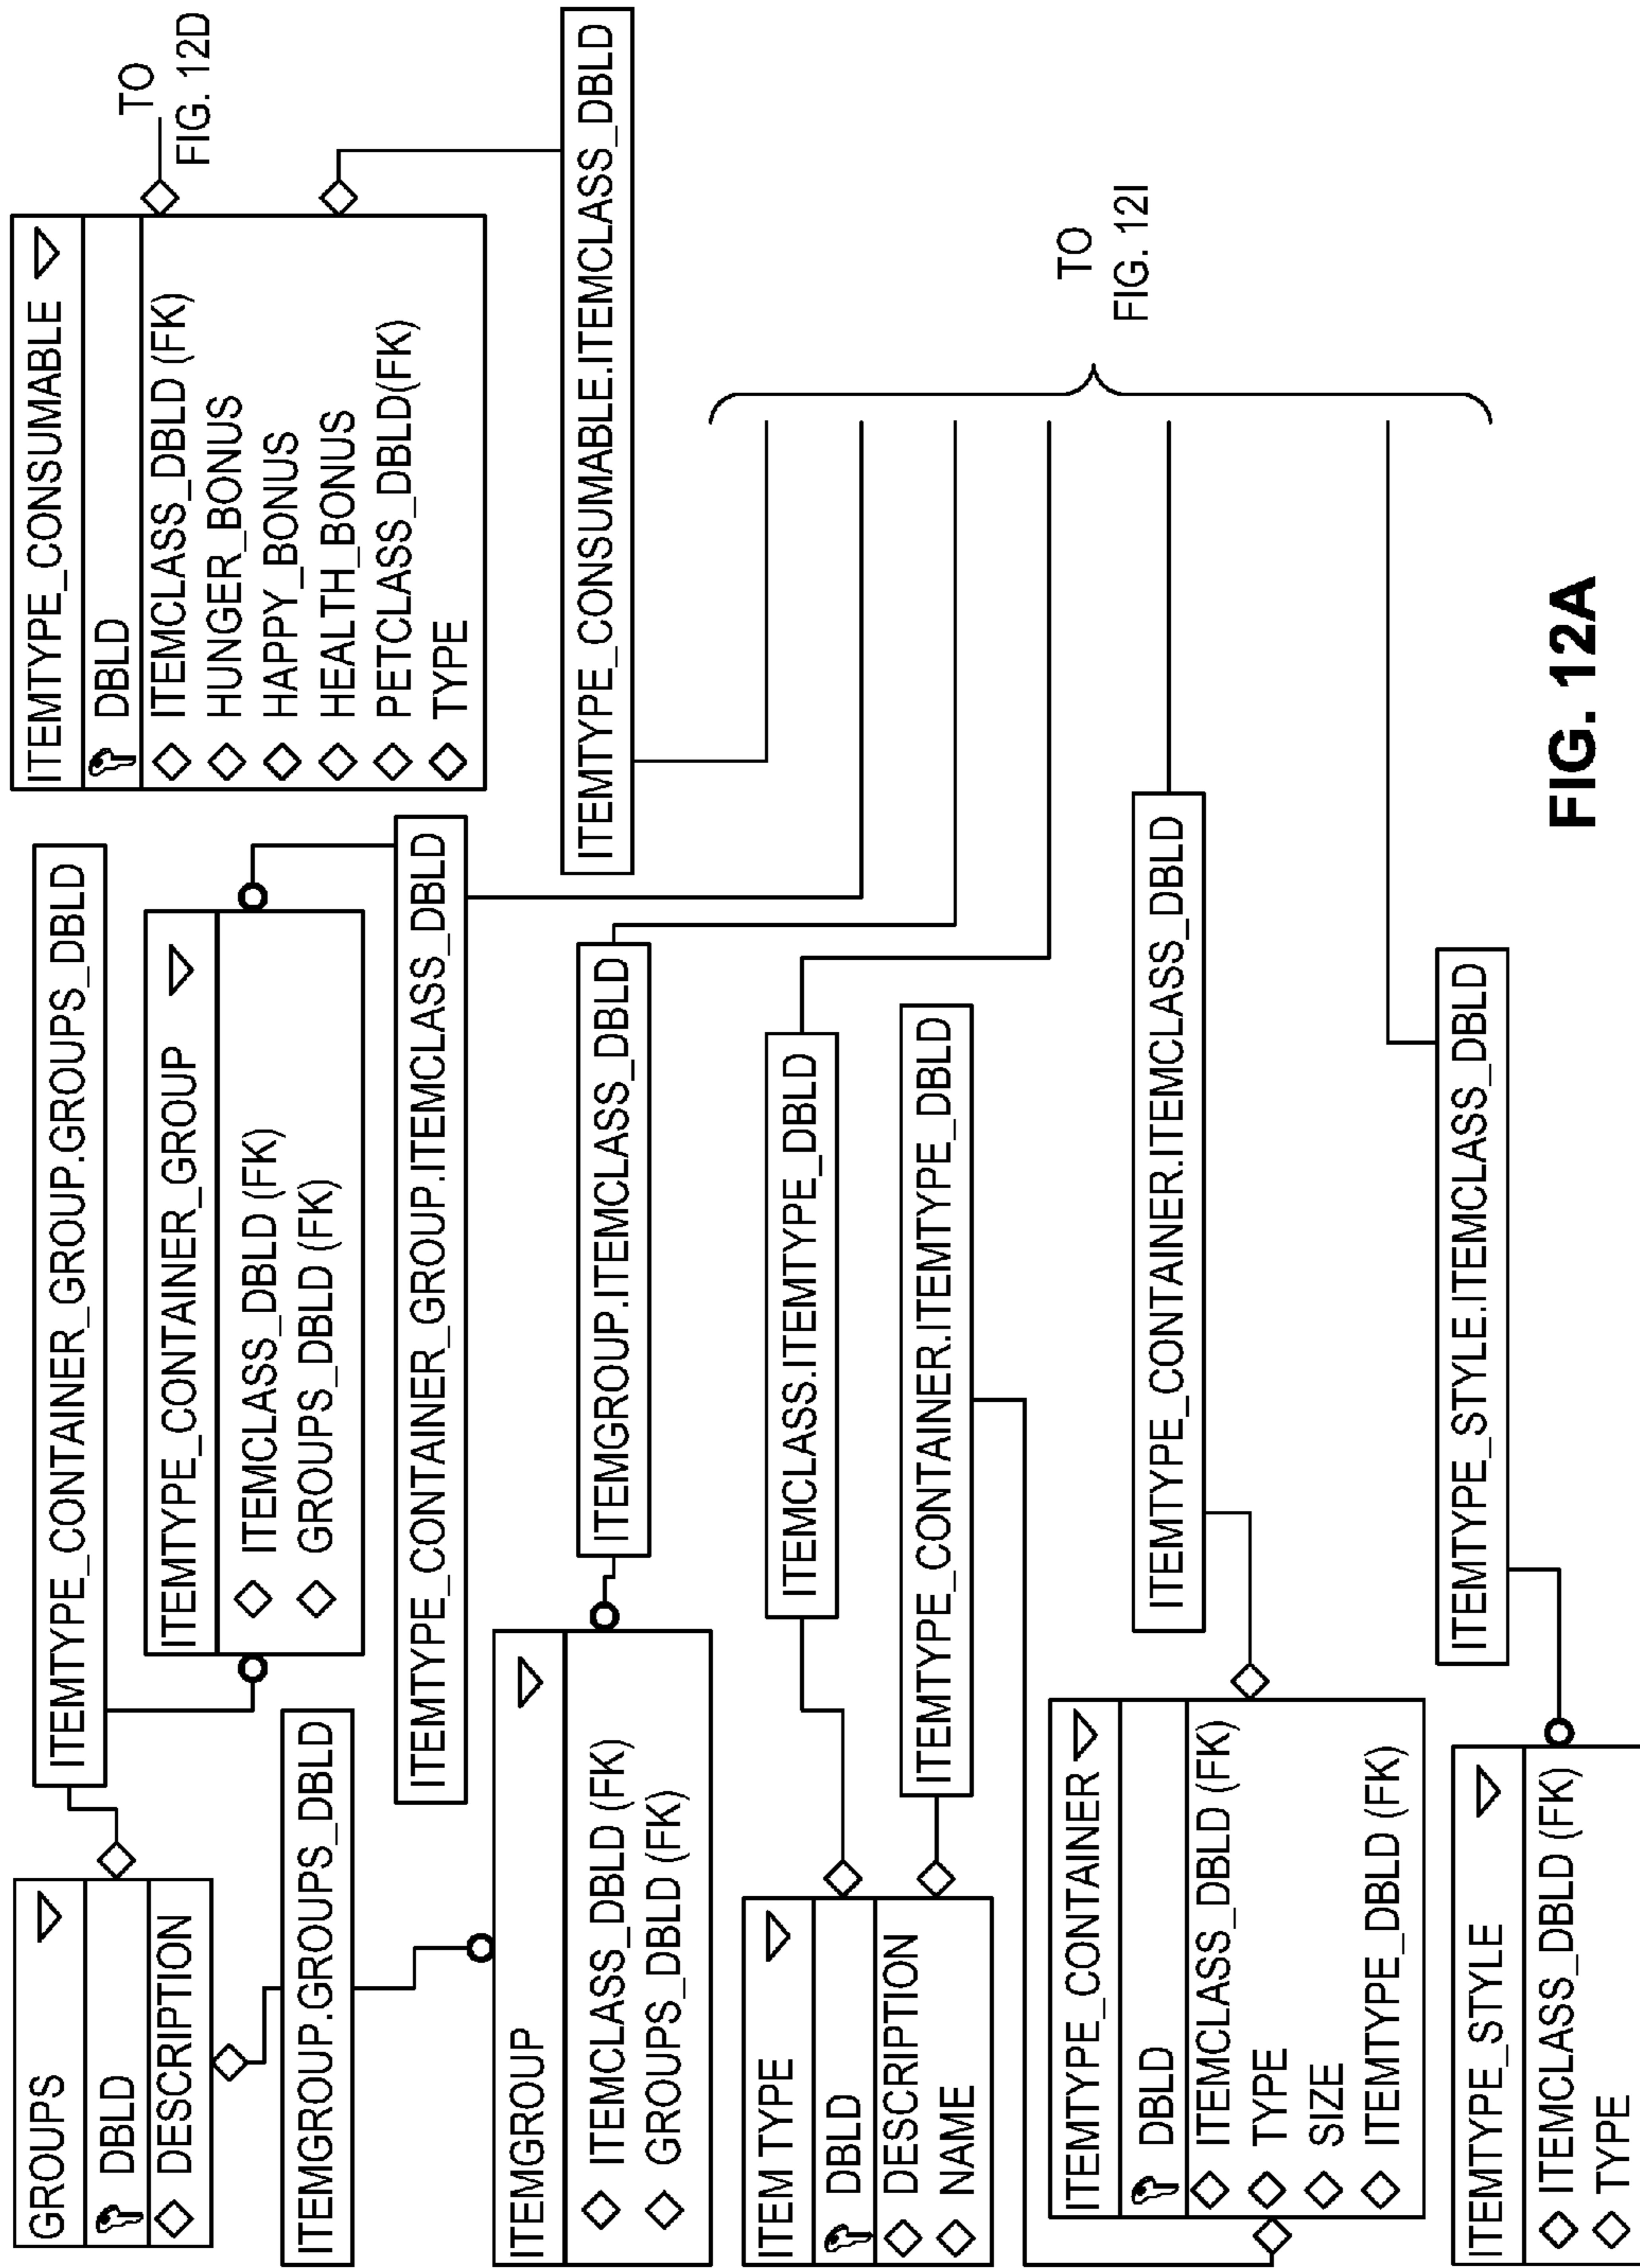 GROUPS
DBLD
DESCRIPTION
ITEMTYPE_CONTAINER_GROUP.GROUPS_DBLD
ITEMTYPE_CONTAINER_GROUP
ITEMCLASS_DBLD (FK)
GROUPS_DBLD (FK)
ITEMTYPE_CONSUMABLE
DBLD
ITEMCLASS_DBLD (FK)
HUNGER_BONUS
HAPPY_BONUS
HEALTH_BONUS
PETCLASS_DBLD(FK)
TYPE
TO
FIG. 12D
ITEMGROUP.GROUPS_DBLD
ITEMTYPE_CONTAINER_GROUP.ITEMCLASS_DBLD
ITEMTYPE_CONSUMABLE.ITEMCLASS_DBLD
ITEMGROUP
ITEMCLASS_DBLD (FK)
GROUPS_DBLD (FK)
ITEMGROUP.ITEMCLASS_DBLD
ITEM TYPE
DBLD
DESCRIPTION
NAME
ITEMCLASS.ITEMTYPE_DBLD
ITEMTYPE_CONTAINER.ITEMTYPE_DBLD
TO
FIG. 12I
ITEMTYPE_CONTAINER
DBLD
ITEMCLASS_DBLD (FK)
TYPE
SIZE
ITEMTYPE_DBLD (FK)
ITEMTYPE_CONTAINER.ITEMCLASS_DBLD
ITEMTYPE_STYLE
ITEMCLASS_DBLD (FK)
TYPE
ITEMTYPE_STYLE.ITEMCLASS_DBLD
FIG. 12A